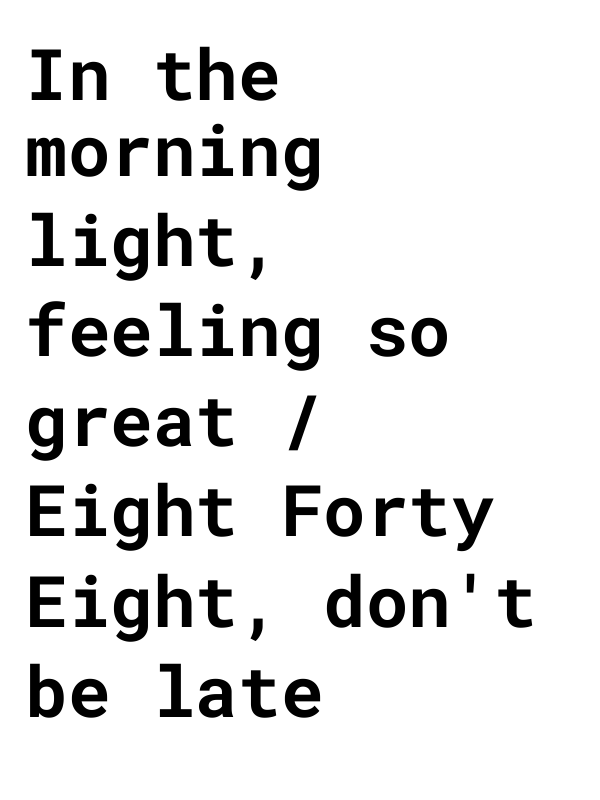 In the
morning
light,
feeling so
great /
Eight Forty
Eight, don't
be late